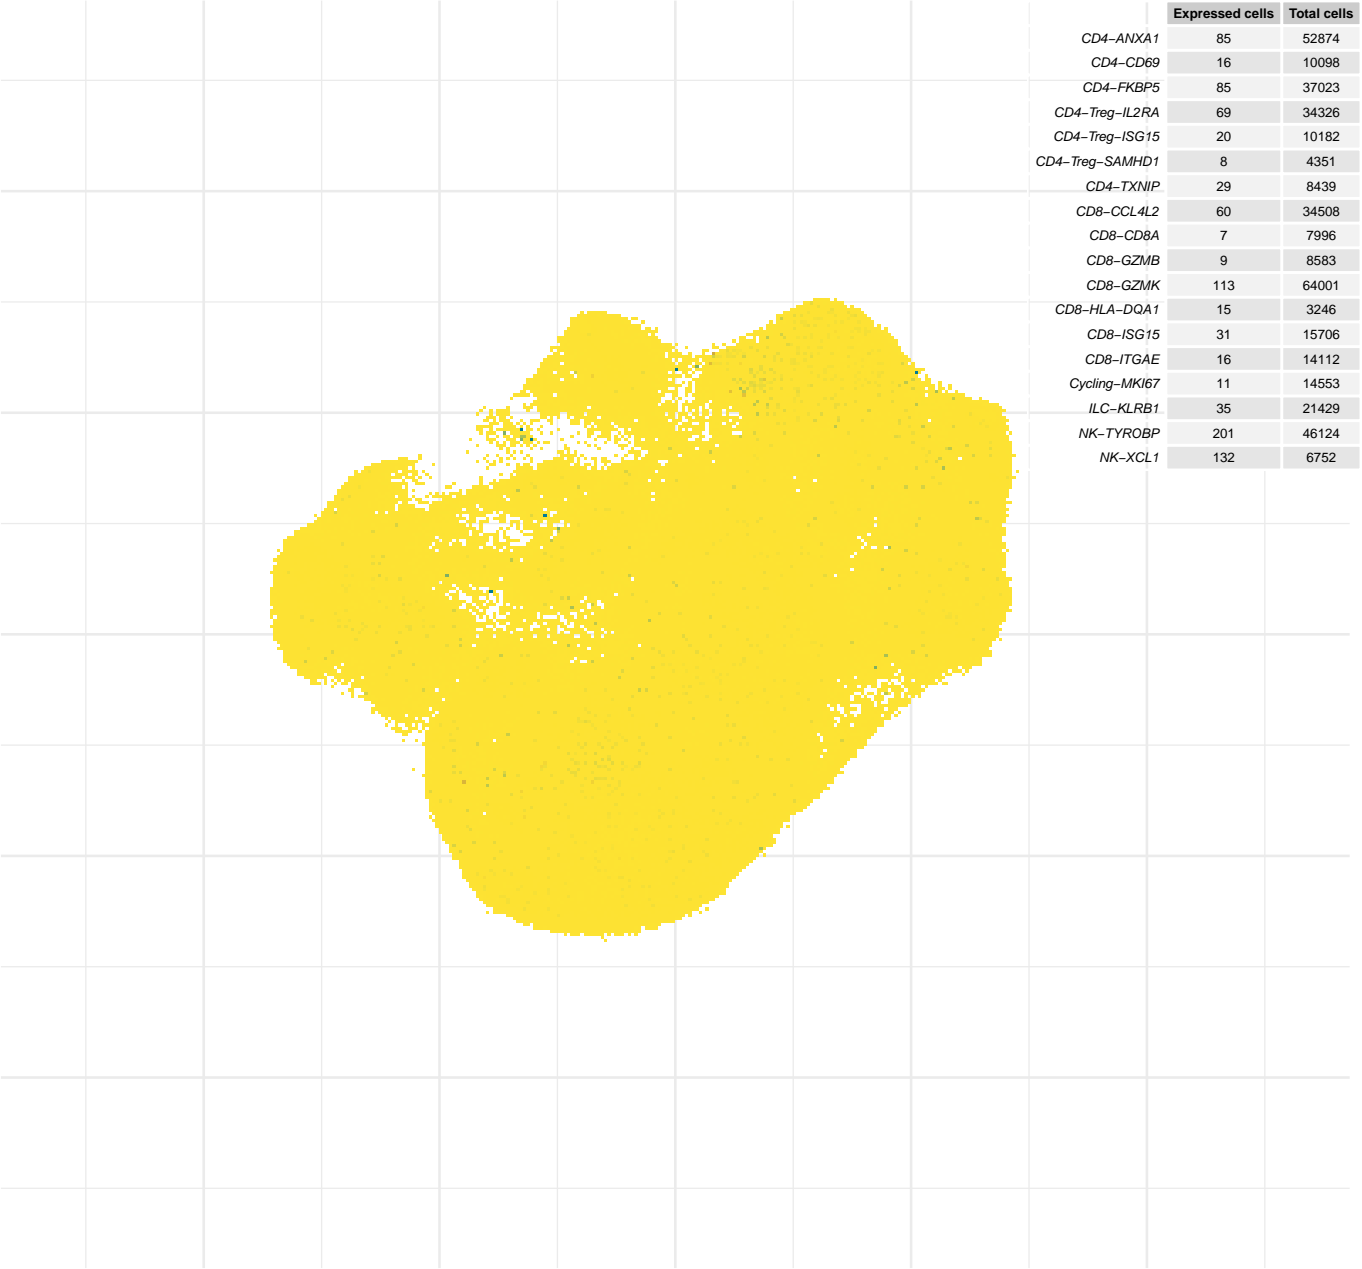 Expressed cells Total cells
CD4−ANXA1 85 52874
CD4−CD69 16 10098
CD4−FKBP5 85 37023
CD4−Treg−IL2RA 69 34326
CD4−Treg−ISG15 20 10182
CD4−Treg−SAMHD1 8 4351
CD4−TXNIP 29 8439
CD8−CCL4L2 60 34508
CD8−CD8A 7 7996
CD8−GZMB 9 8583
CD8−GZMK 113 64001
CD8−HLA−DQA1 15 3246
CD8−ISG15 31 15706
CD8−ITGAE 16 14112
Cycling−MKI67 11 14553
ILC−KLRB1 35 21429
NK−TYROBP 201 46124
NK−XCL1 132 6752